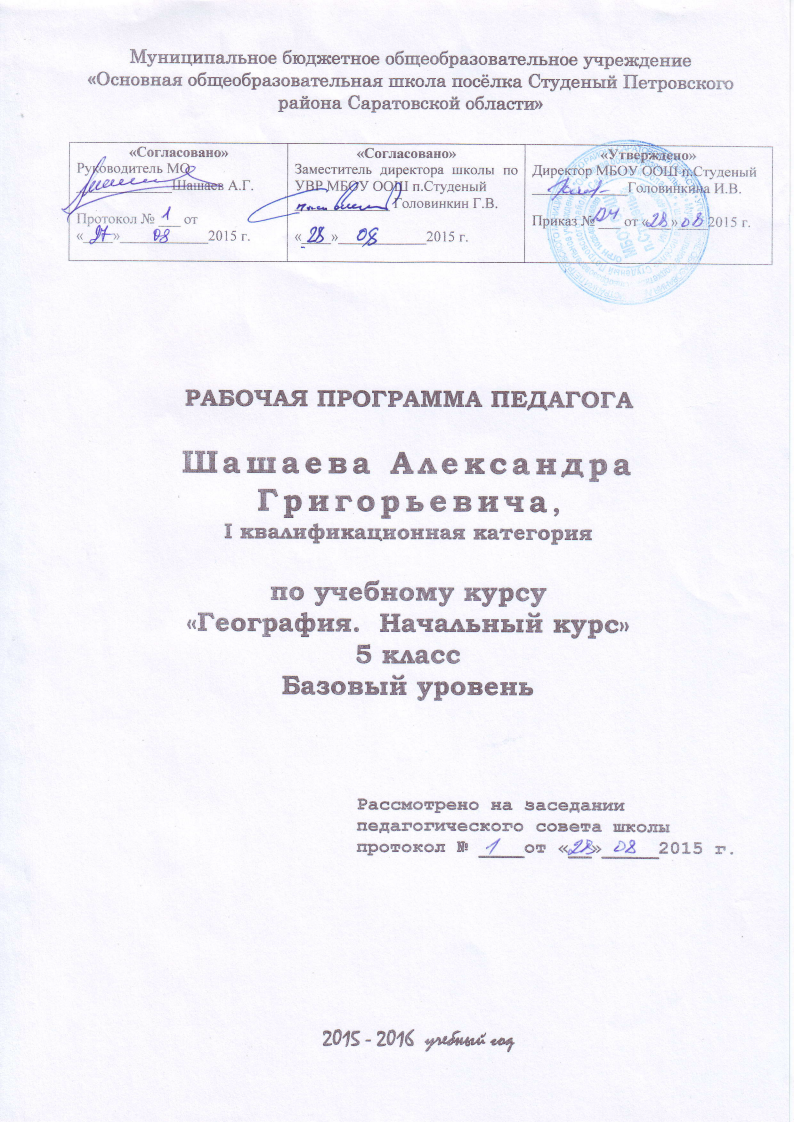 Муниципальное бюджетное общеобразовательное учреждение
«Основная общеобразовательная школа посёлка Студеный Петровского
района Саратовской области»
«Согласовано»
Руководитель МО
______________Шашаев А.Г.
Протокол № 1 от
«27»  08  2015 г.
«Согласовано»
Заместитель директора школы по
УВР МБОУ ООШ п.Студеный
______________Головинкин Г.В.
«28»  08  2015 г.
«Утверждено»
Директор МБОУ ООШ п.Студеный
______________Головинкина И.В.
Приказ № от «28» 08 2015 г.
РАБОЧАЯ ПРОГРАММА ПЕДАГОГА
Шашаева Александра
Григорьевича,
I квалификационная категория
по учебному курсу
«География. Начальный курс»
5 класс
Базовый уровень
Рассмотрено на заседании
педагогического совета школы
протокол № 1 от «28» 08 2015 г.
2015 - 2016 учебный год